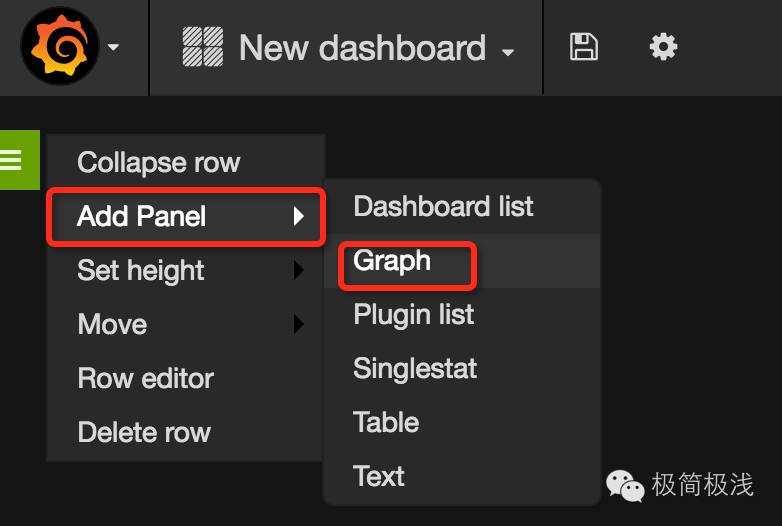 New dashboard
Collapse row
Add Panel
Set height
Move
Row editor
Delete row
Dashboard list
Graph
Plugin list
Singlestat
Table
Text
极简极浅